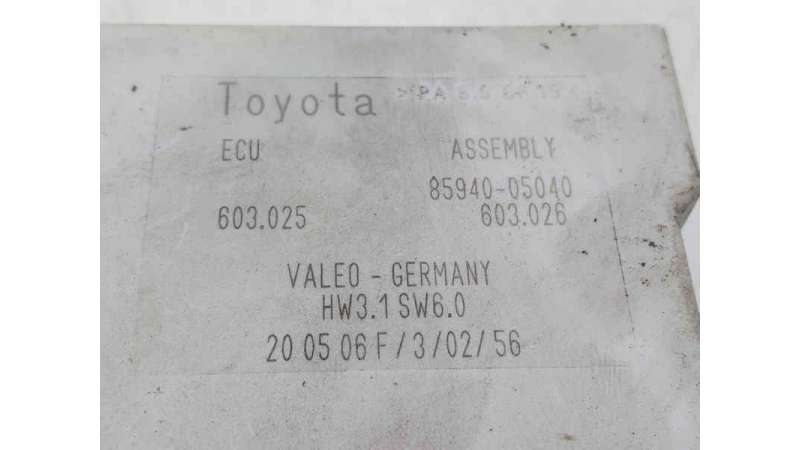 Toyota
ECU ASSEMBLY
85940-05040
603.025 603.026
VALEO - GERMANY
HW3.1 SW6.0
20 05 06 F / 3 / 02 / 56